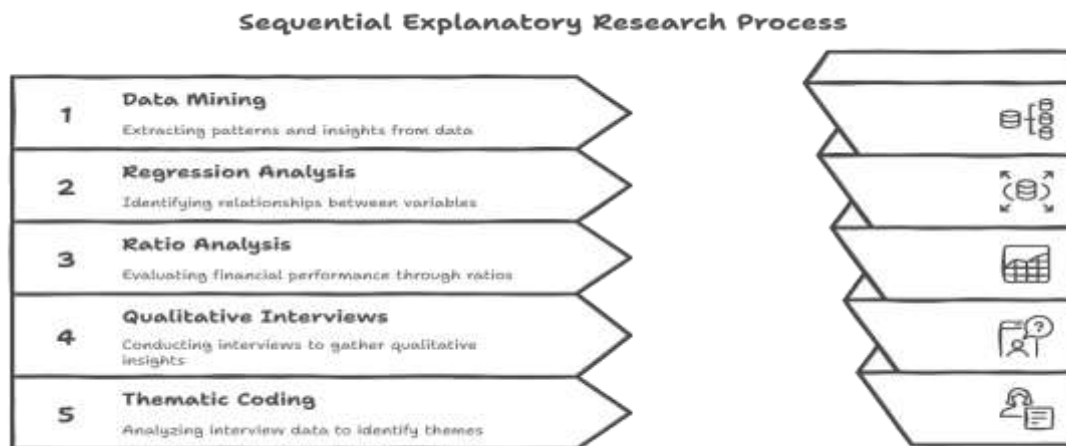 Sequential Explanatory Research Process
1
Data Mining
Extracting patterns and insights from data
2
Regression Analysis
Identifying relationships between variables
3
Ratio Analysis
Evaluating financial performance through ratios
4
Qualitative Interviews
Conducting interviews to gather qualitative
insights
5
Thematic Coding
Analyzing interview data to identify themes
?